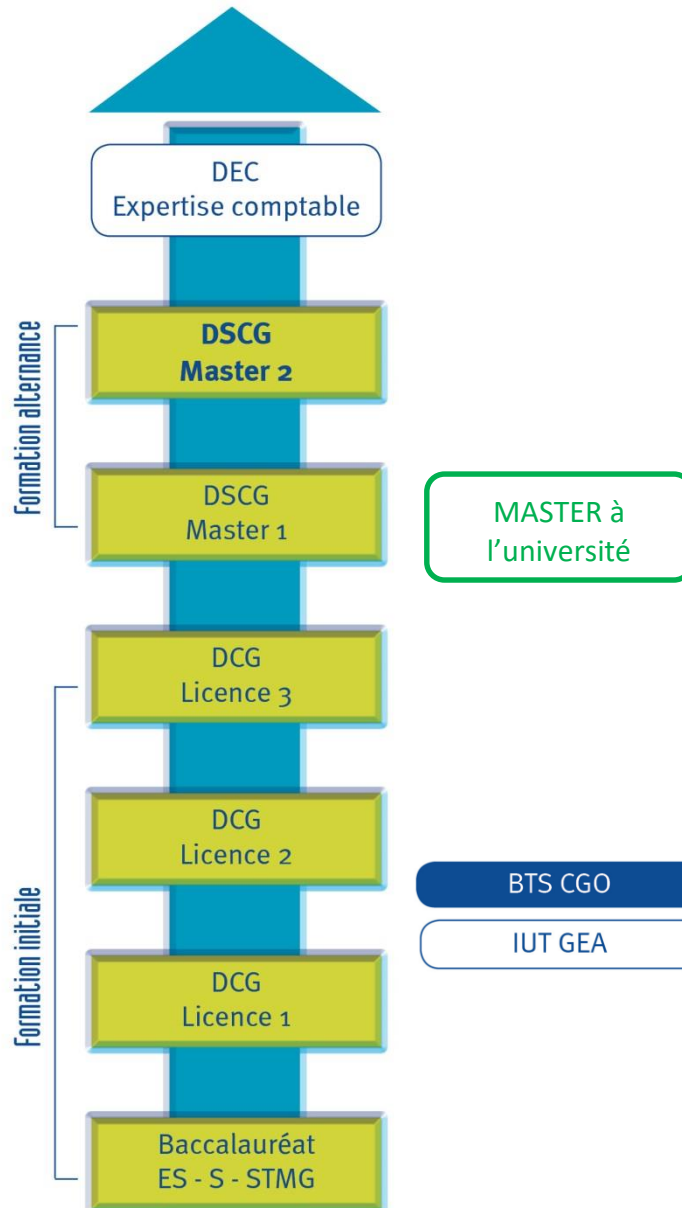 DEC
Expertise comptable
Formation alternance
DSCG
Master 2
DSCG
Master 1
MASTER à
l'université
Formation initiale
DCG
Licence 3
DCG
Licence 2
BTS CGO
IUT GEA
DCG
Licence 1
Baccalauréat
ES - S - STMG